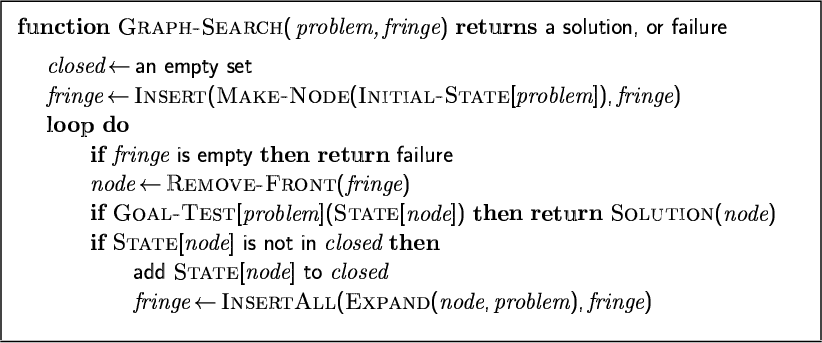 function GRAPH-SEARCH( problem, fringe) returns a solution, or failure
closed ← an empty set
fringe ← INSERT(MAKE-NODE(INITIAL-STATE[problem]), fringe)
loop do
if fringe is empty then return failure
node ← REMOVE-FRONT(fringe)
if GOAL-TEST[problem](STATE[node]) then return SOLUTION(node)
if STATE[node] is not in closed then
add STATE[node] to closed
fringe ← INSERTALL(EXPAND(node, problem), fringe)